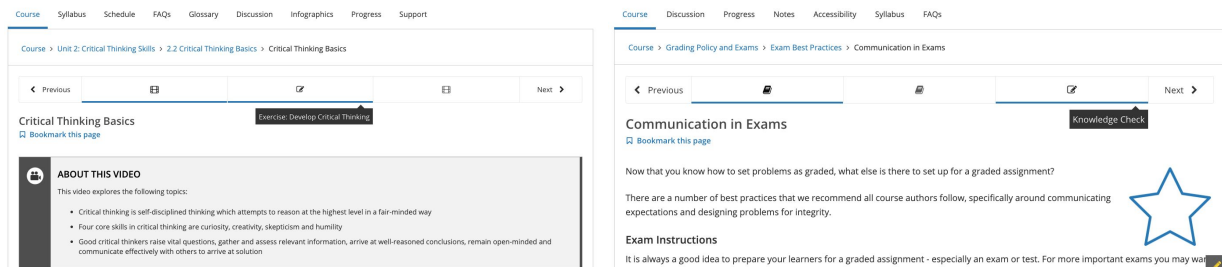 Course Syllabus Schedule FAQs Glossary Discussion Infographics Progress Support
Course > Unit 2: Critical Thinking Skills > 2.2 Critical Thinking Basics > Critical Thinking Basics
Previous Next
Exercise: Develop Critical Thinking
Critical Thinking Basics
Bookmark this page
ABOUT THIS VIDEO
This video explores the following topics:
Critical thinking is self-disciplined thinking which attempts to reason at the highest level in a fair-minded way
Four core skills in critical thinking are curiosity, creativity, skepticism and humility
Good critical thinkers raise vital questions, gather and assess relevant information, arrive at well-reasoned conclusions, remain open-minded and
communicate effectively with others to arrive at solution
Course Discussion Progress Notes Accessibility Syllabus FAQs
Course > Grading Policy and Exams > Exam Best Practices > Communication in Exams
Previous Next
Knowledge Check
Communication in Exams
Bookmark this page
Now that you know how to set problems as graded, what else is there to set up for a graded assignment?
There are a number of best practices that we recommend all course authors follow, specifically around communicating
expectations and designing problems for integrity.
Exam Instructions
It is always a good idea to prepare your learners for a graded assignment - especially an exam or test. For more important exams you may